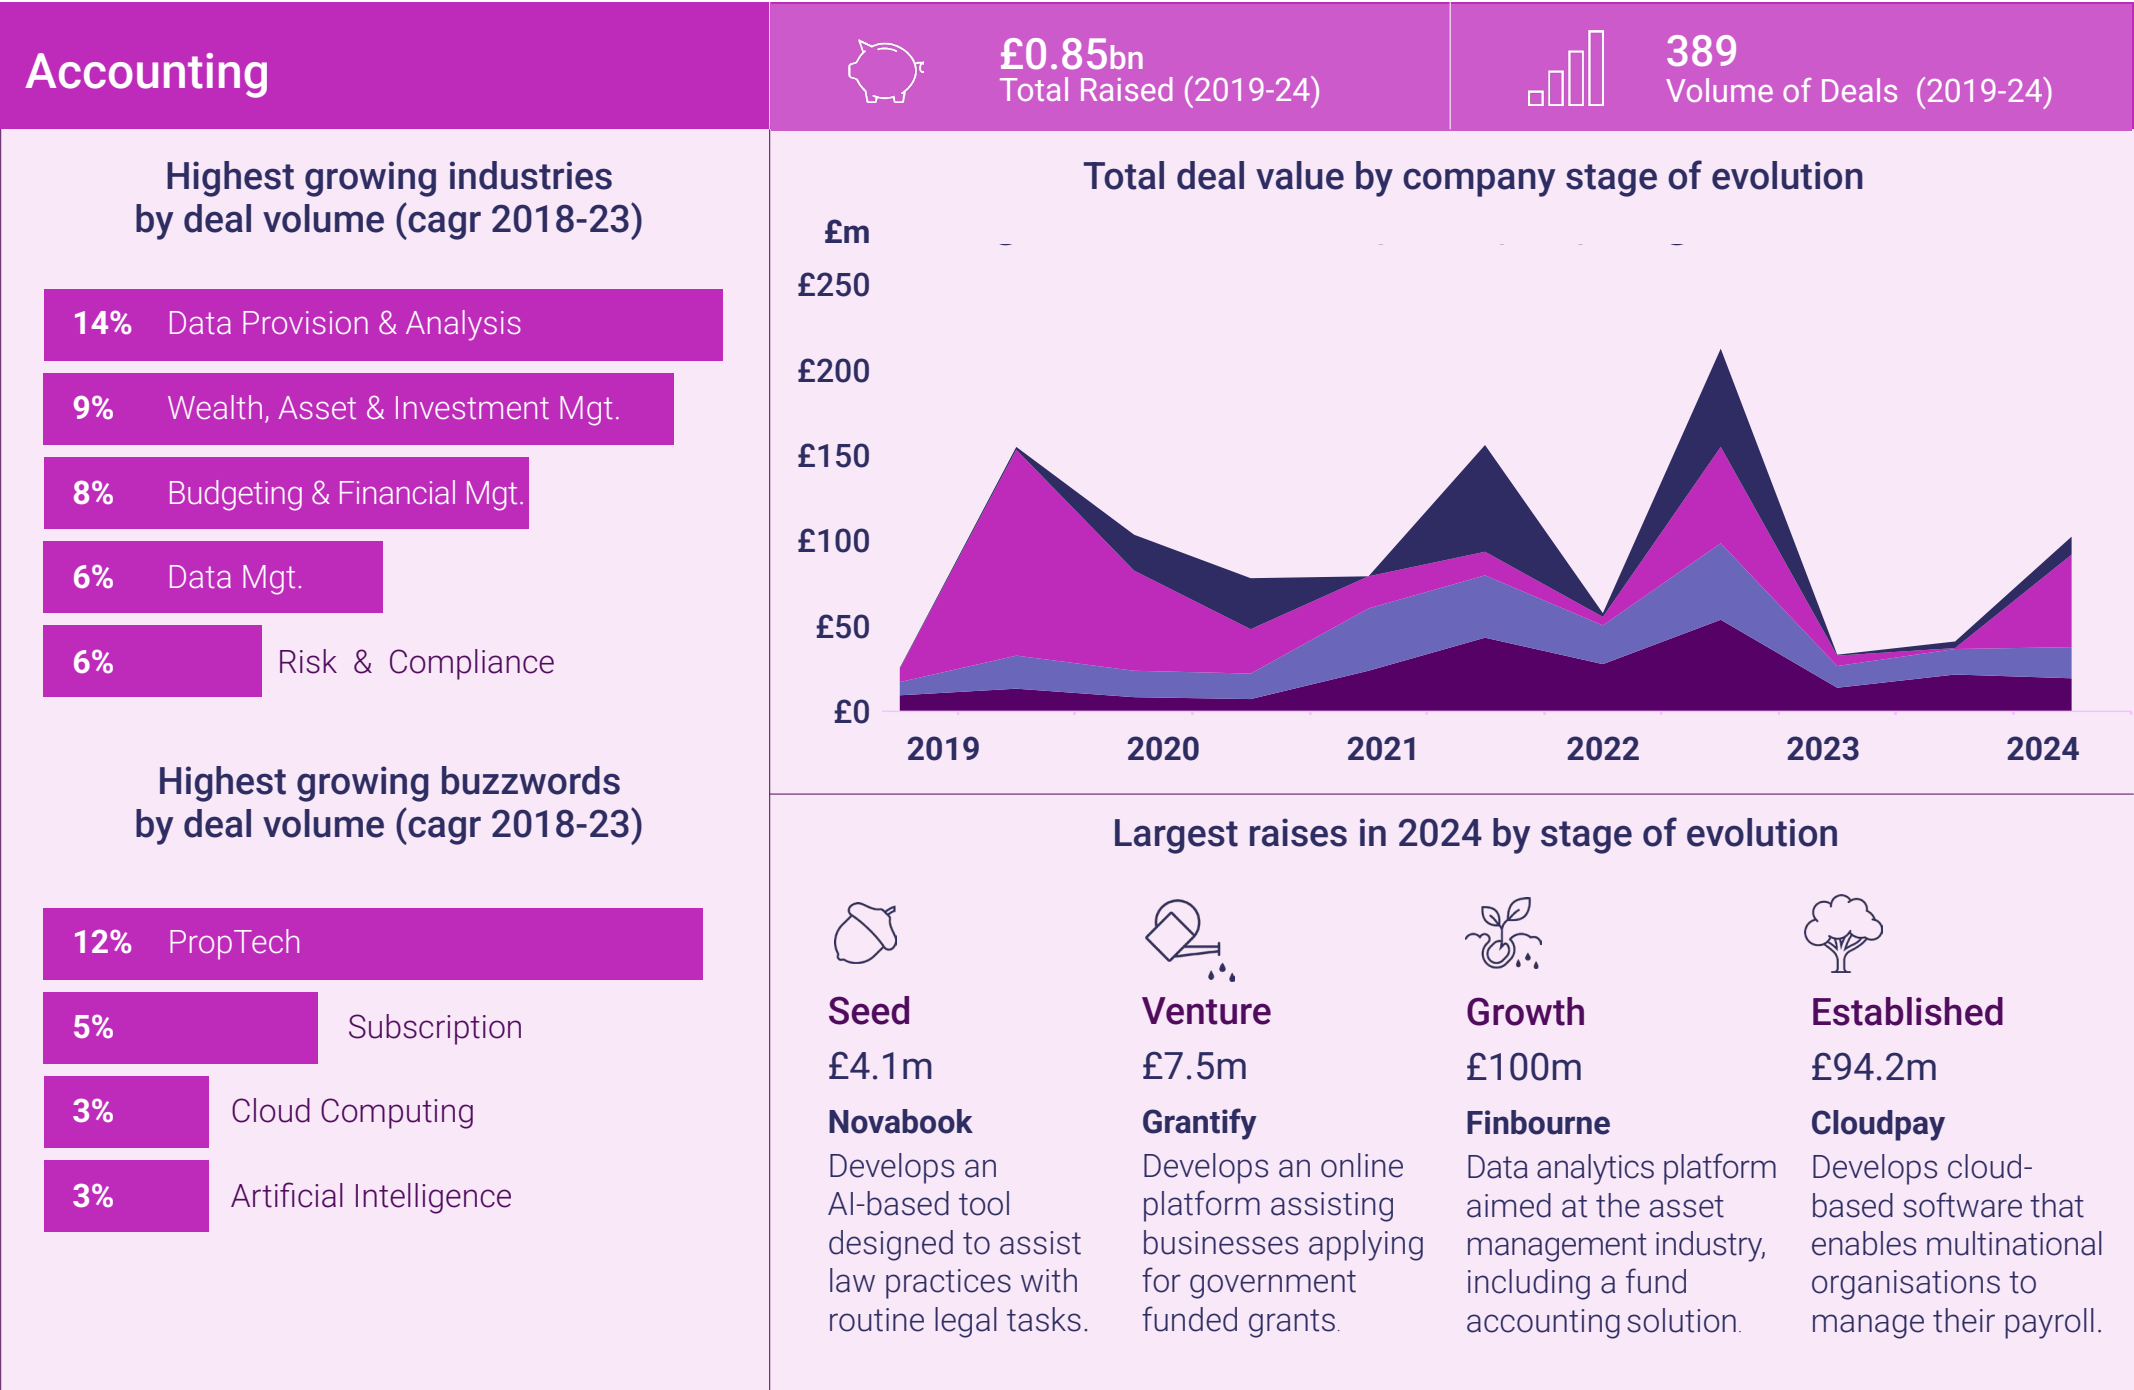 Accounting
£0.85bn
Total Raised (2019-24)
389
Volume of Deals (2019-24)
Highest growing industries
by deal volume (cagr 2018-23)
14% Data Provision & Analysis
9% Wealth, Asset & Investment Mgt.
8% Budgeting & Financial Mgt.
6% Data Mgt.
6% Risk & Compliance
Highest growing buzzwords
by deal volume (cagr 2018-23)
12% PropTech
5% Subscription
3% Cloud Computing
3% Artificial Intelligence
Total deal value by company stage of evolution
£m
£250
£200
£150
£100
£50
£0
2019 2020 2021 2022 2023 2024
Largest raises in 2024 by stage of evolution
Seed
£4.1m
Novabook
Develops an
AI-based tool
designed to assist
law practices with
routine legal tasks.
Venture
£7.5m
Grantify
Develops an online
platform assisting
businesses applying
for government
funded grants.
Growth
£100m
Finbourne
Data analytics platform
aimed at the asset
management industry,
including a fund
accounting solution.
Established
£94.2m
Cloudpay
Develops cloud-
based software that
enables multinational
organisations to
manage their payroll.